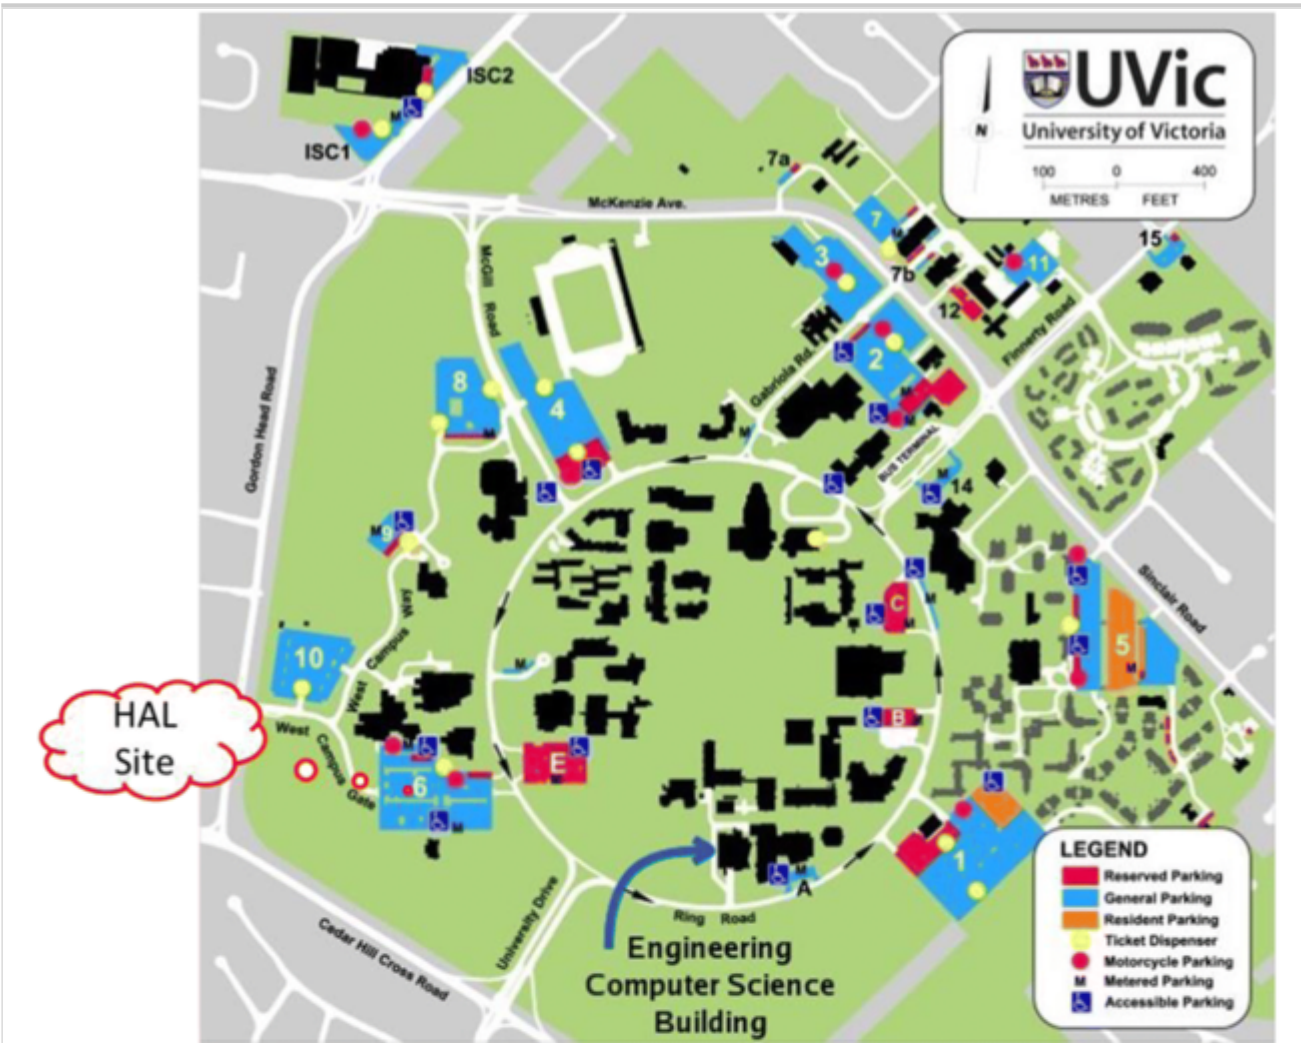 ISC2
ISC1
UVic
University of Victoria
N
100 0 400
METRES FEET
7a
McKenzie Ave.
7
15
3
7b
11
12
McGill Road
Finnerty Road
Gabriola Rd.
2
8
4
Gordon Head Road
M
BUS TERMINAL
M
14
M
9
Sinclair Road
C
M
M
West Campus Way
5
M
10
M
HAL
Site
West Campus Gate
B
M
E
6
M
1
M
A
LEGEND
Reserved Parking
General Parking
Resident Parking
Ticket Dispenser
M Motorcycle Parking
Metered Parking
Accessible Parking
Ring Road
University Drive
Cedar Hill Cross Road
Engineering
Computer Science
Building